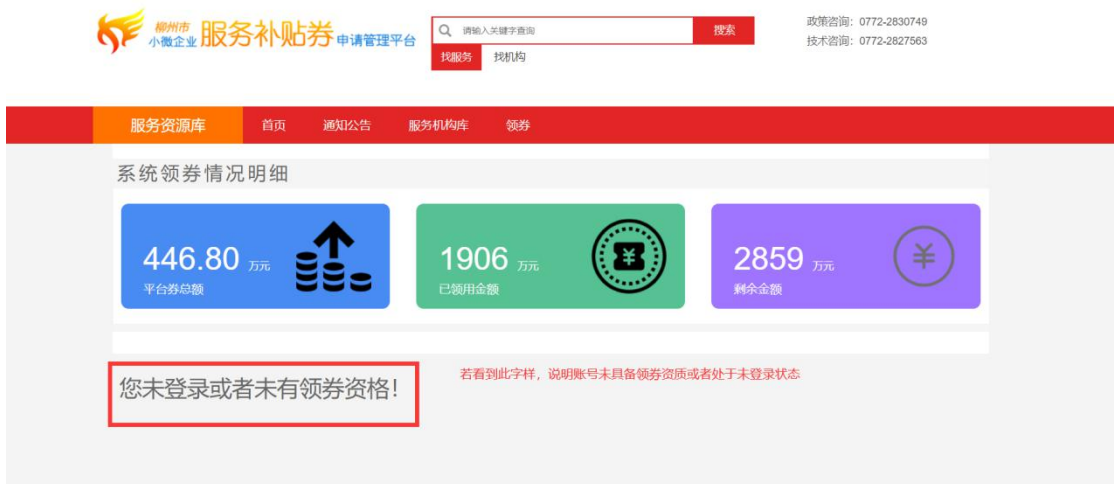 柳州市
小微企业 服务补贴券 申请管理平台
请输入关键字查询 搜索
找服务 找机构
政策咨询：0772-2830749
技术咨询：0772-2827563
服务资源库 首页 通知公告 服务机构库 领券
系统领券情况明细
446.80 万元
平台券总额
1906 万元
已领用金额
2859 万元
剩余金额
您未登录或者未有领券资格！
若看到此字样，说明账号未具备领券资质或者处于未登录状态